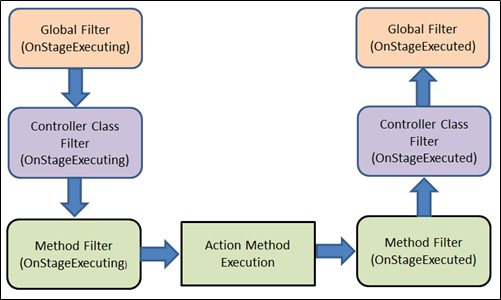 Global Filter
(OnStageExecuting)
Controller Class
Filter
(OnStageExecuting)
Method Filter
(OnStageExecuting)
Action Method
Execution
Method Filter
(OnStageExecuted)
Controller Class
Filter
(OnStageExecuted)
Global Filter
(OnStageExecuted)